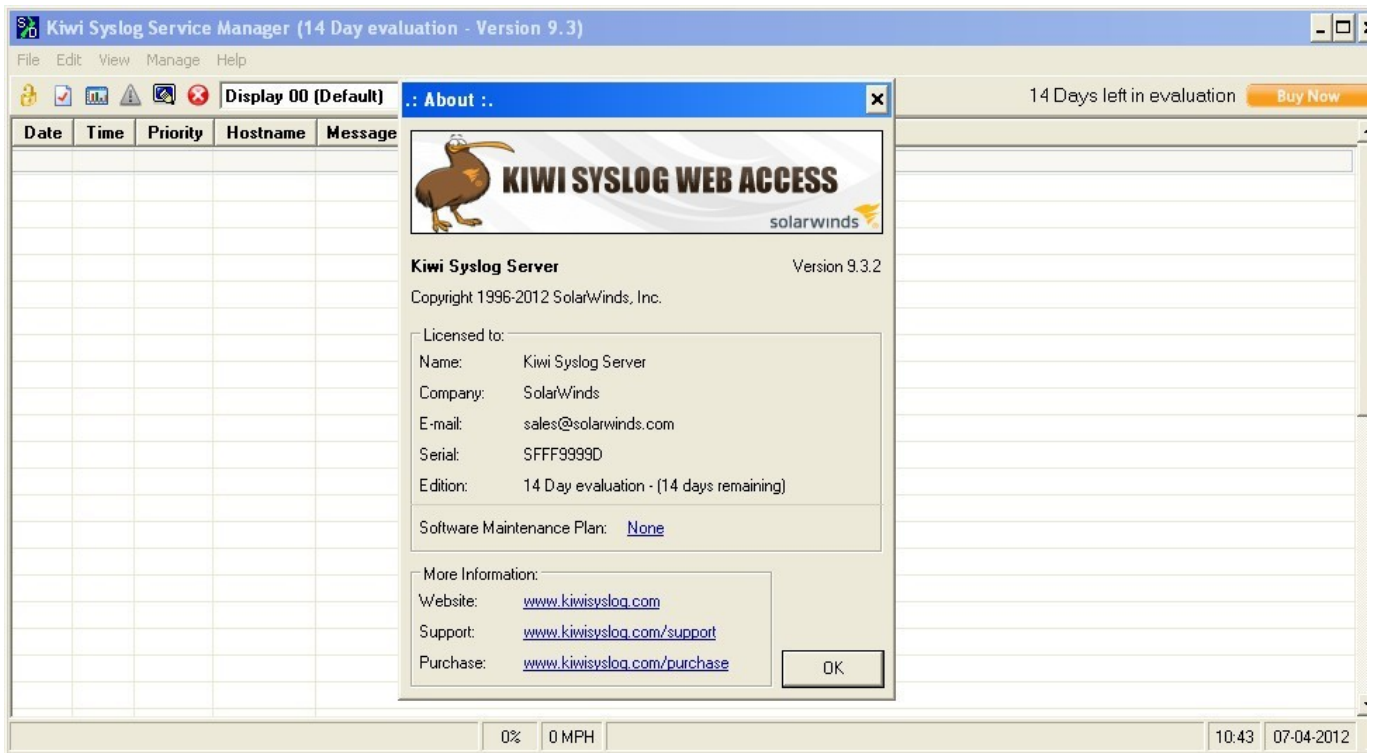 Kiwi Syslog Service Manager (14 Day evaluation - Version 9.3)
File Edit View Manage Help
Display 00 (Default)
14 Days left in evaluation
Buy Now
Date Time Priority Hostname Message
.: About :.
KIWI SYSLOG WEB ACCESS
solarwinds
Kiwi Syslog Server Version 9.3.2
Copyright 1996-2012 SolarWinds, Inc.
Licensed to:
Name: Kiwi Syslog Server
Company: SolarWinds
E-mail: sales@solarwinds.com
Serial: SFFF9999D
Edition: 14 Day evaluation - (14 days remaining)
Software Maintenance Plan: None
More Information:
Website: www.kiwisyslog.com
Support: www.kiwisyslog.com/support
Purchase: www.kiwisyslog.com/purchase
OK
0% 0 MPH 10:43 07-04-2012